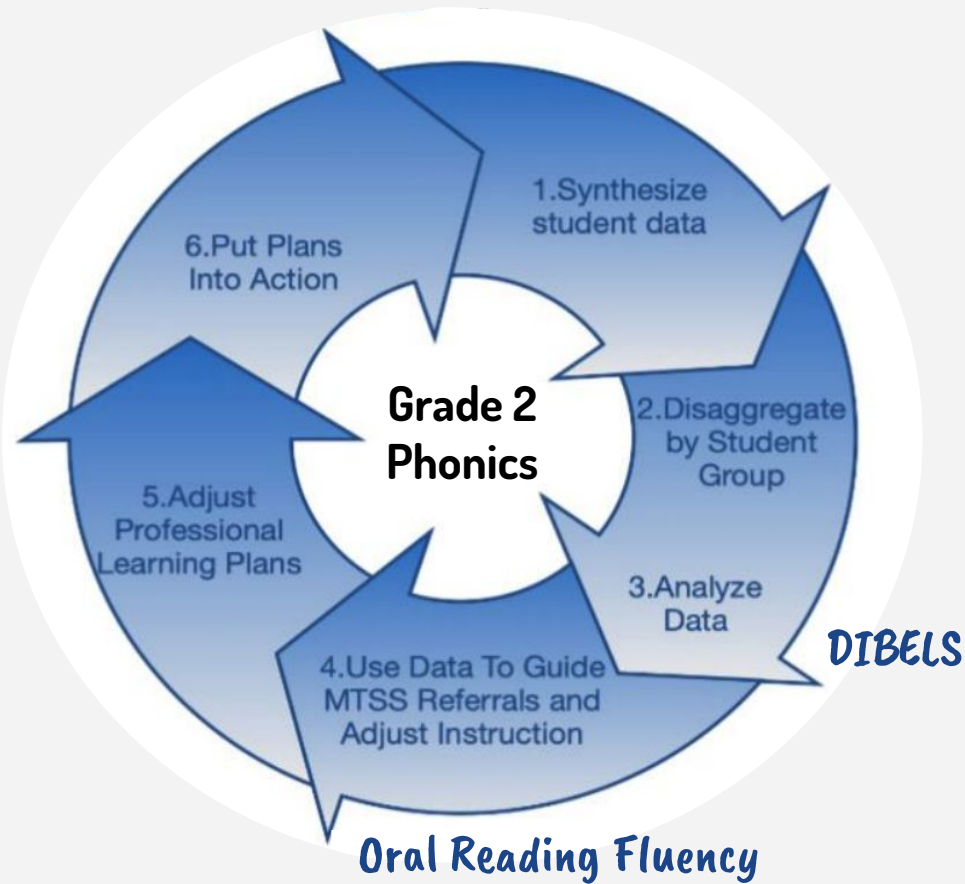 1.Synthesize
student data
2.Disaggregate
by Student
Group
3.Analyze
Data
4.Use Data To Guide
MTSS Referrals and
Adjust Instruction
5.Adjust
Professional
Learning Plans
6.Put Plans
Into Action
Grade 2
Phonics
DIBELS
Oral Reading Fluency